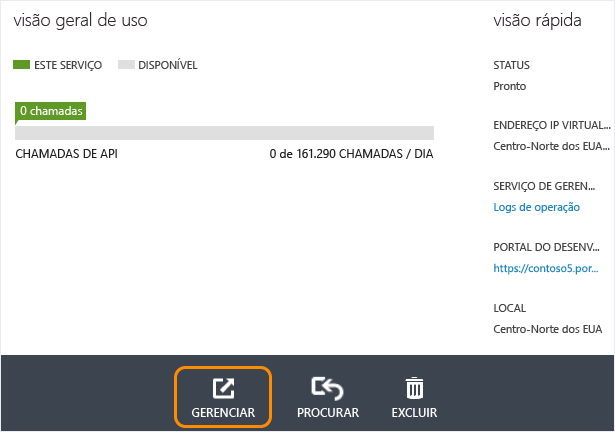 visão geral de uso
ESTE SERVIÇO DISPONÍVEL
0 chamadas
CHAMADAS DE API 0 de 161.290 CHAMADAS / DIA
visão rápida
STATUS
Pronto
ENDEREÇO IP VIRTUAL...
Centro-Norte dos EUA...
SERVIÇO DE GEREN...
Logs de operação
PORTAL DO DESENV...
https://contoso5.por...
LOCAL
Centro-Norte dos EUA
GERENCIAR PROCURAR EXCLUIR